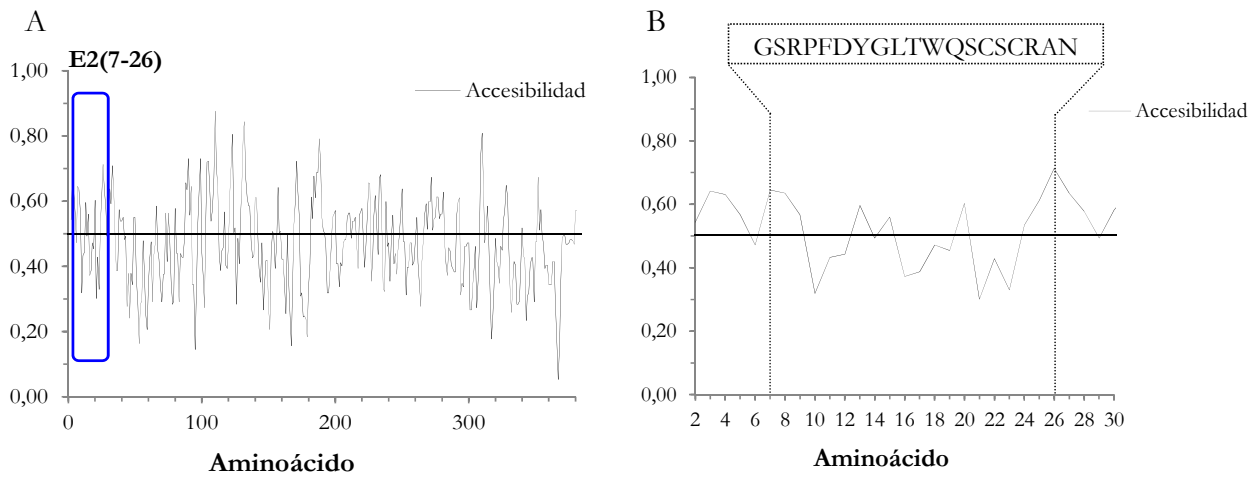 A
E2(7-26)
1,00
0,80
0,60
0,40
0,20
0,00
0 100 200 300
Accesibilidad
Aminoácido
B
GSRPFDYGLTWQSCSCRAN
1,00
0,80
0,60
0,40
0,20
0,00
2 4 6 8 10 12 14 16 18 20 22 24 26 28 30
Accesibilidad
Aminoácido